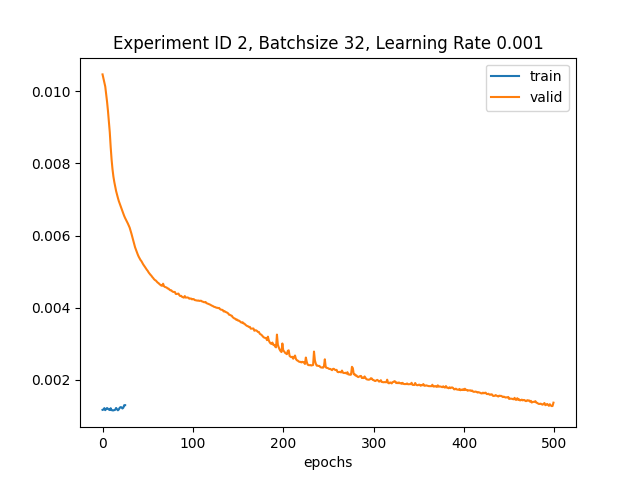 Experiment ID 2, Batchsize 32, Learning Rate 0.001
train
valid
0.010
0.008
0.006
0.004
0.002
0 100 200 300 400 500
epochs